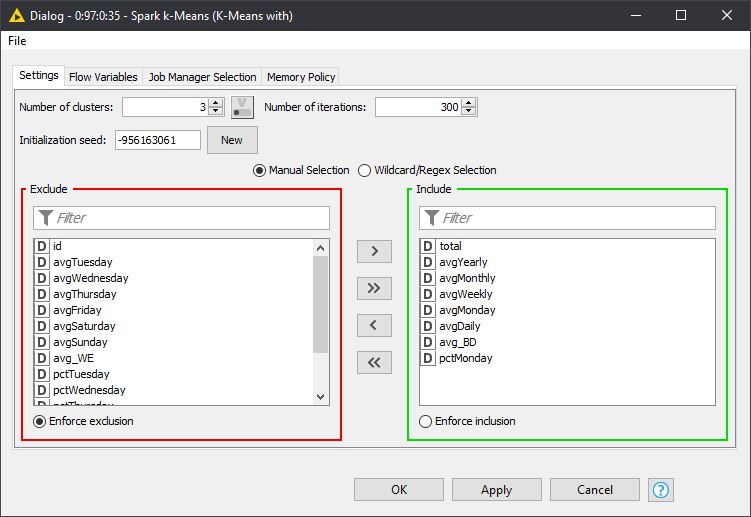 Dialog - 0:97:0:35 - Spark k-Means (K-Means with)
File
Settings Flow Variables Job Manager Selection Memory Policy
Number of clusters: 3 V Number of iterations: 300
Initialization seed: -956163061 New
Manual Selection Wildcard/Regex Selection
Exclude
Filter
D id
D avgTuesday
D avgWednesday
D avgThursday
D avgFriday
D avgSaturday
D avgSunday
D avg_WE
D pctTuesday
D pctWednesday
D pctThursday
Enforce exclusion
>
>>
<
<<
Include
Filter
D total
D avgYearly
D avgMonthly
D avgWeekly
D avgMonday
D avgDaily
D avg_BD
D pctMonday
Enforce inclusion
OK Apply Cancel ?